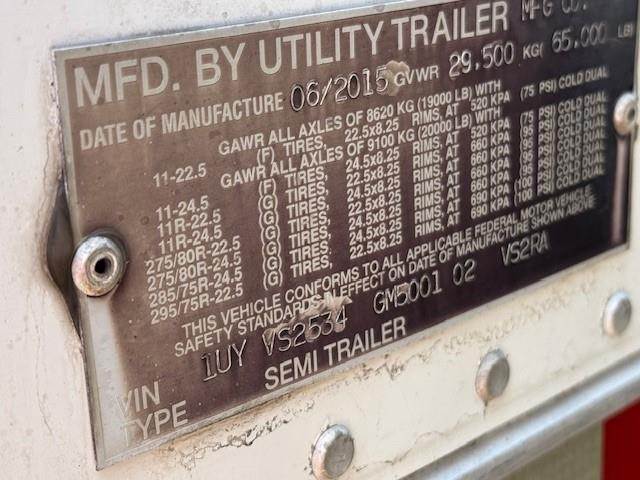 MFD. BY UTILITY TRAILER MFG CO.
DATE OF MANUFACTURE 06/2015 GVWR 29,500 KG( 65,000 LB)
GAWR ALL AXLES OF 8620 KG (19000 LB) WITH
11-22.5 (F) TIRES, 22.5x8.25 RIMS, AT 520 KPA (75 PSI) COLD DUAL
GAWR ALL AXLES OF 9100 KG (20000 LB) WITH
11-24.5 (F) TIRES, 24.5x8.25 RIMS, AT 520 KPA (75 PSI) COLD DUAL
11R-22.5 (G) TIRES, 22.5x8.25 RIMS, AT 660 KPA (95 PSI) COLD DUAL
11R-24.5 (G) TIRES, 24.5x8.25 RIMS, AT 660 KPA (95 PSI) COLD DUAL
275/80R-22.5 (G) TIRES, 22.5x8.25 RIMS, AT 660 KPA (95 PSI) COLD DUAL
275/80R-24.5 (G) TIRES, 24.5x8.25 RIMS, AT 660 KPA (95 PSI) COLD DUAL
285/75R-24.5 (G) TIRES, 24.5x8.25 RIMS, AT 690 KPA (100 PSI) COLD DUAL
295/75R-22.5 (G) TIRES, 22.5x8.25 RIMS, AT 690 KPA (100 PSI) COLD DUAL
THIS VEHICLE CONFORMS TO ALL APPLICABLE FEDERAL MOTOR VEHICLE
SAFETY STANDARDS IN EFFECT ON DATE OF MANUFACTURE SHOWN ABOVE
VIN 1UY VS2534 GM5001 02 VS2RA
TYPE SEMI TRAILER